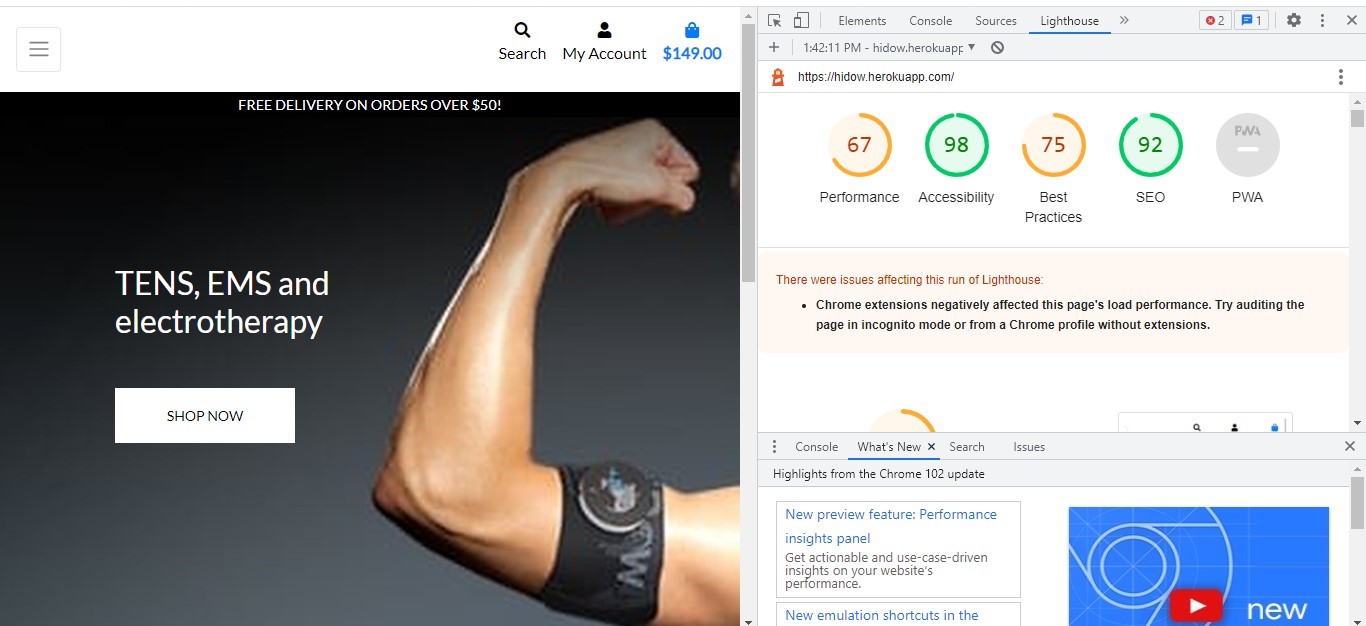 Search
My Account
$149.00
FREE DELIVERY ON ORDERS OVER $50!
TENS, EMS and
electrotherapy
SHOP NOW
Elements
Console
Sources
Lighthouse
2
1
1:42:11 PM - hidow.herokuapp
https://hidow.herokuapp.com/
67
98
75
92
PWA
Performance
Accessibility
Best
Practices
SEO
PWA
There were issues affecting this run of Lighthouse:
Chrome extensions negatively affected this page's load performance. Try auditing the
page in incognito mode or from a Chrome profile without extensions.
Console
What's New
Search
Issues
Highlights from the Chrome 102 update
New preview feature: Performance
insights panel
Get actionable and use-case-driven
insights on your website's
performance.
New emulation shortcuts in the
new